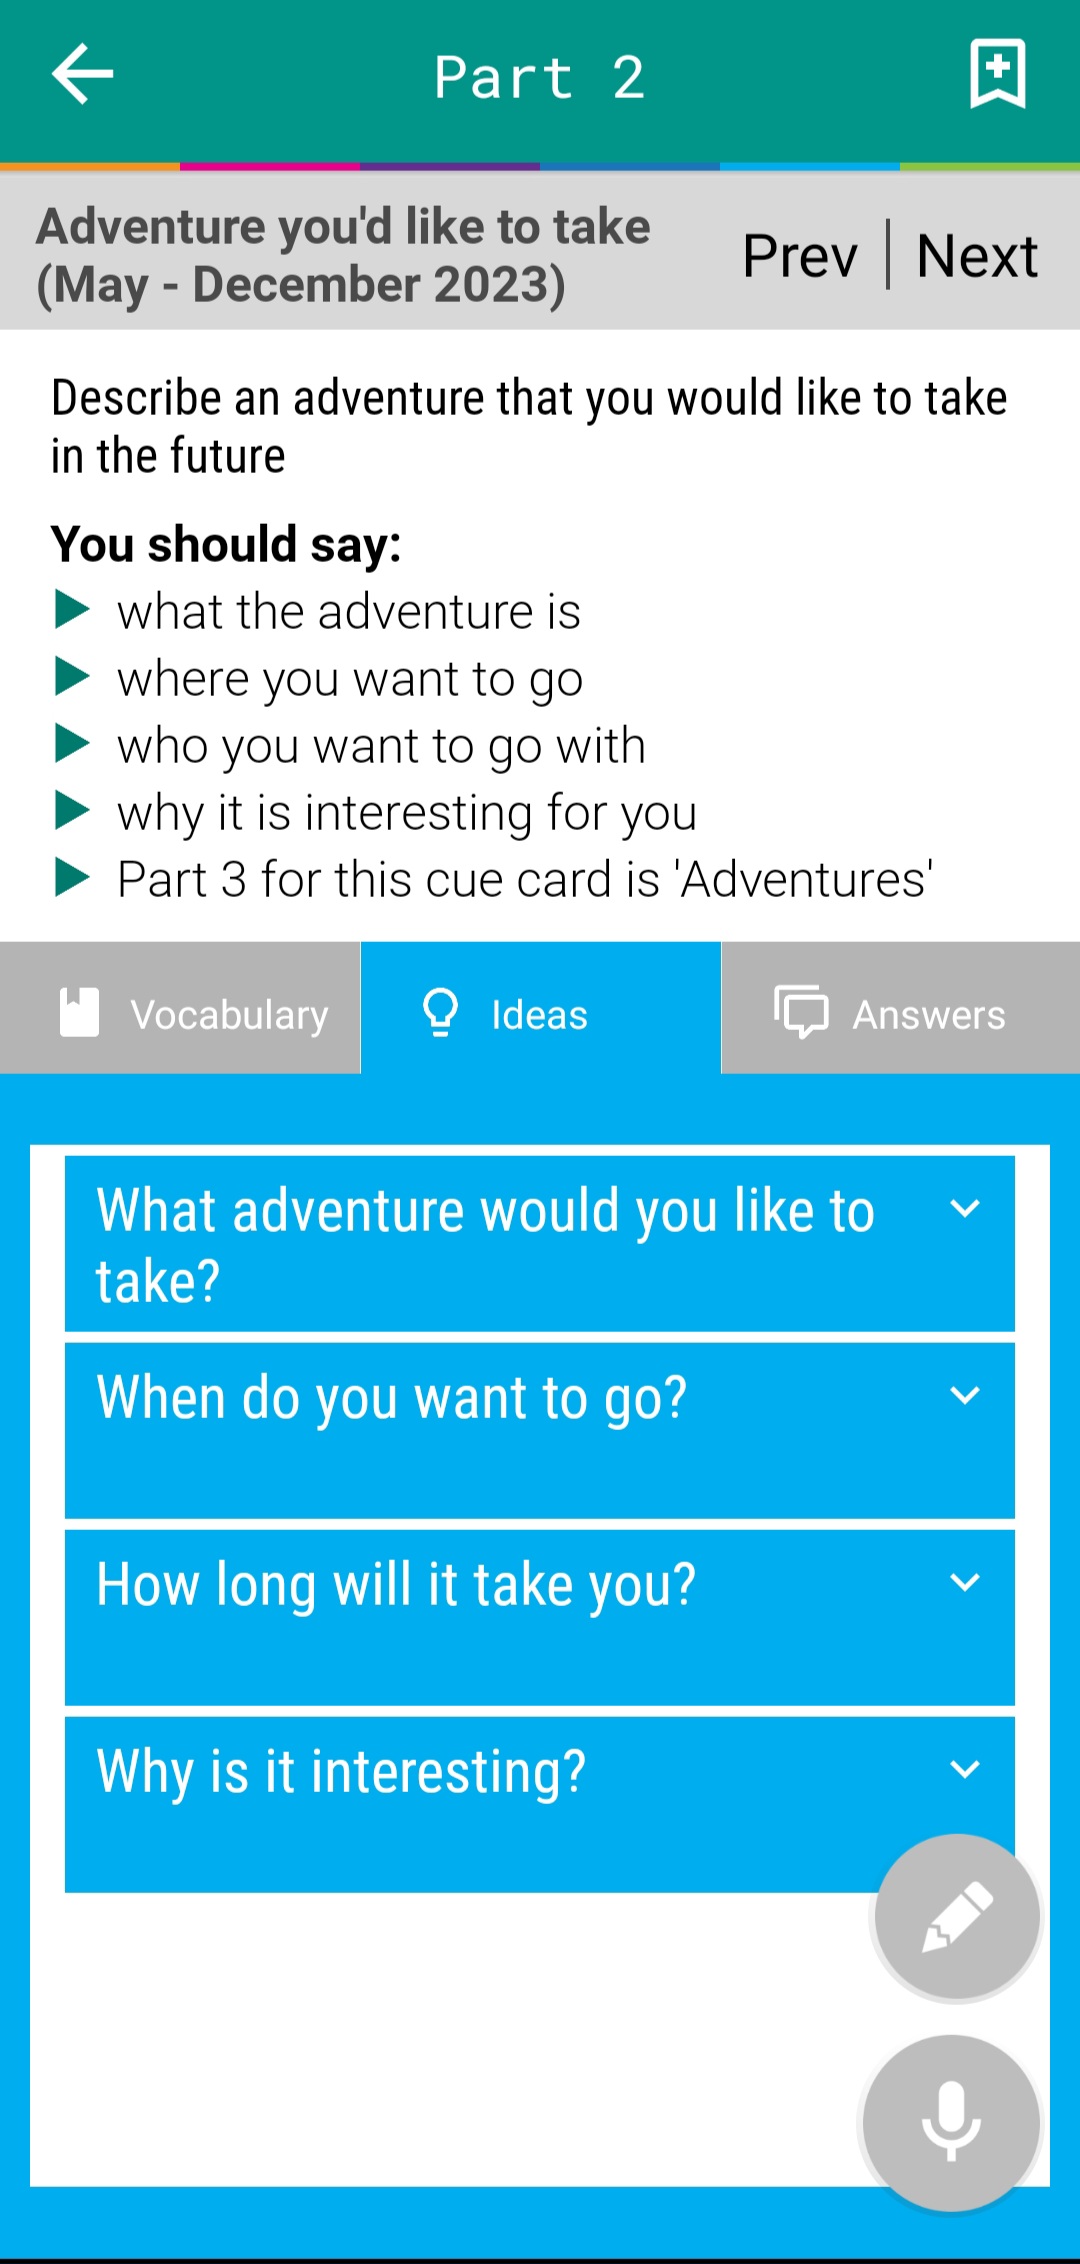 Part 2
Adventure you'd like to take
(May - December 2023)
Prev | Next
Describe an adventure that you would like to take
in the future
You should say:
what the adventure is
where you want to go
who you want to go with
why it is interesting for you
Part 3 for this cue card is 'Adventures'
Vocabulary
Ideas
Answers
What adventure would you like to
take?
When do you want to go?
How long will it take you?
Why is it interesting?